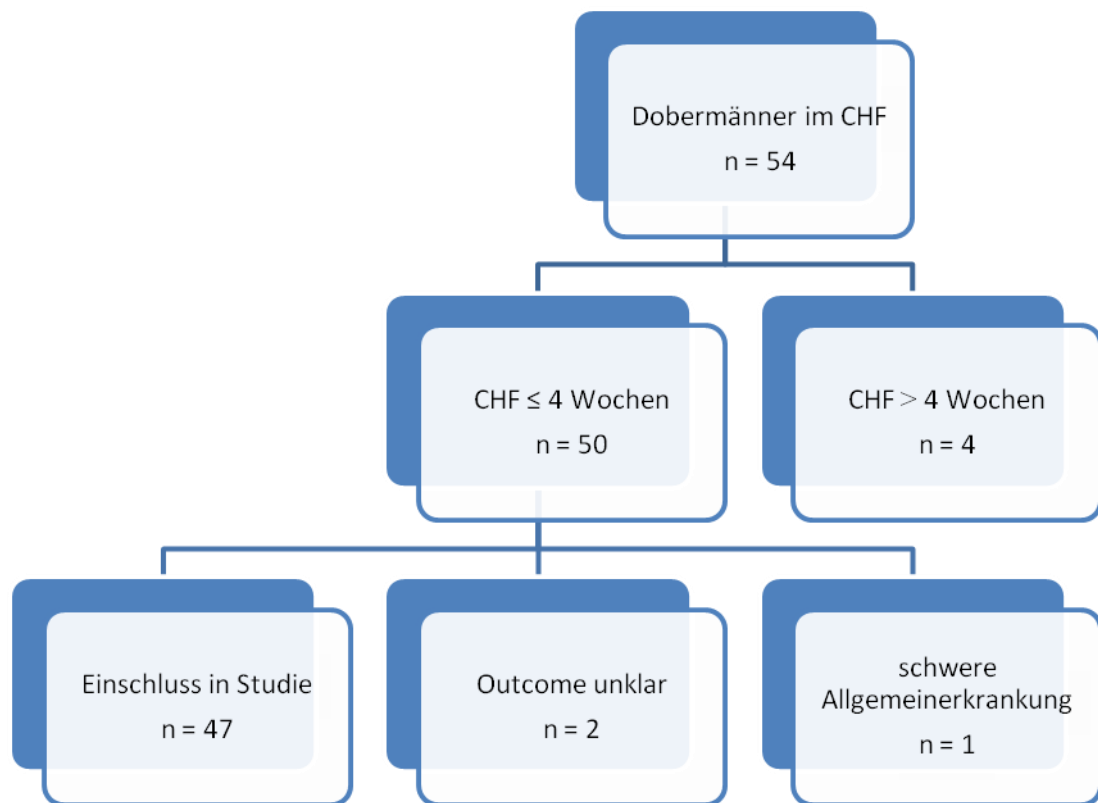 Dobermänner im CHF
n = 54
CHF ≤ 4 Wochen
n = 50
CHF > 4 Wochen
n = 4
Einschluss in Studie
n = 47
Outcome unklar
n = 2
schwere
Allgemeinerkrankung
n = 1